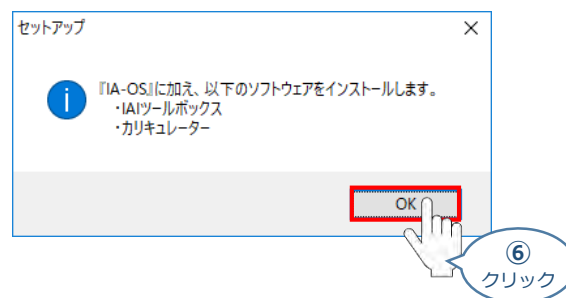 セットアップ
『IA-OS』に加え、以下のソフトウェアをインストールします。
・IAIツールボックス
・カリキュレーター
OK
⑥
クリック